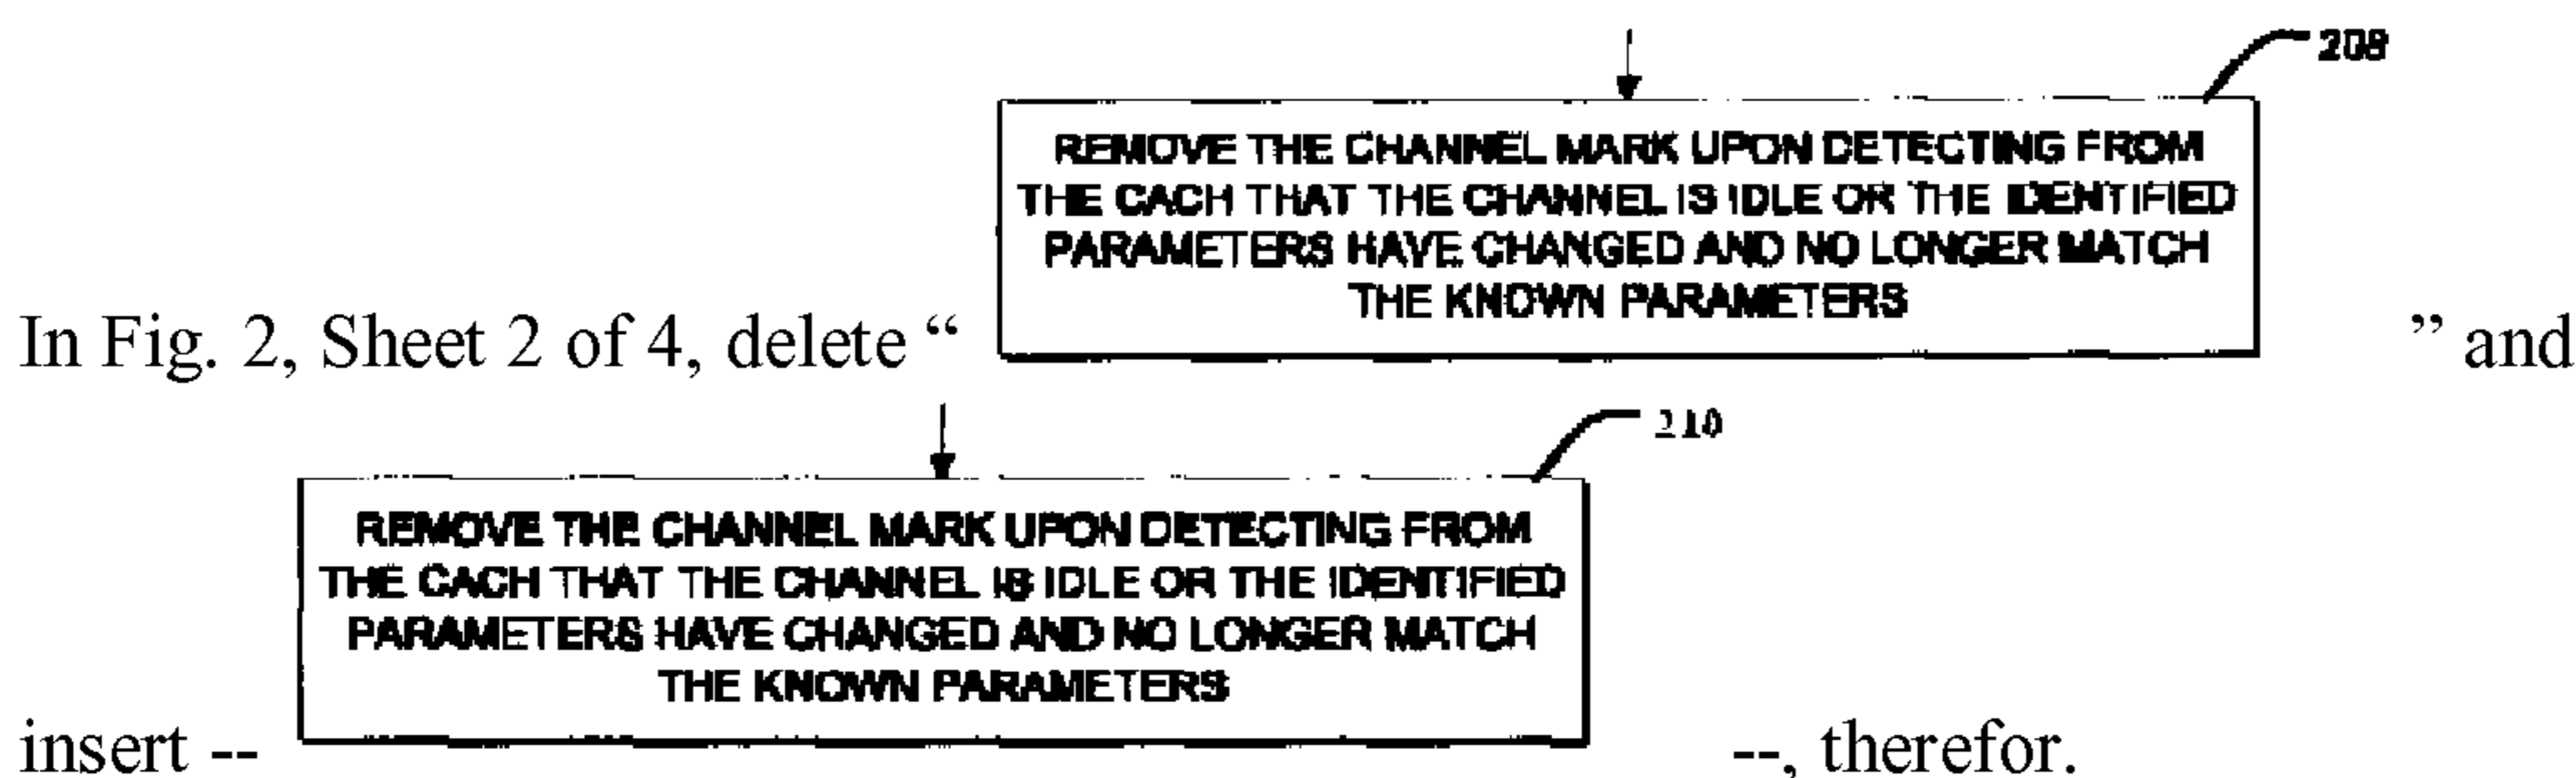 208
REMOVE THE CHANNEL MARK UPON DETECTING FROM
THE CACH THAT THE CHANNEL IS IDLE OR THE IDENTIFIED
PARAMETERS HAVE CHANGED AND NO LONGER MATCH
THE KNOWN PARAMETERS
In Fig. 2, Sheet 2 of 4, delete “ ” and
210
REMOVE THE CHANNEL MARK UPON DETECTING FROM
THE CACH THAT THE CHANNEL IS IDLE OR THE IDENTIFIED
PARAMETERS HAVE CHANGED AND NO LONGER MATCH
THE KNOWN PARAMETERS
insert -- --, therefor.